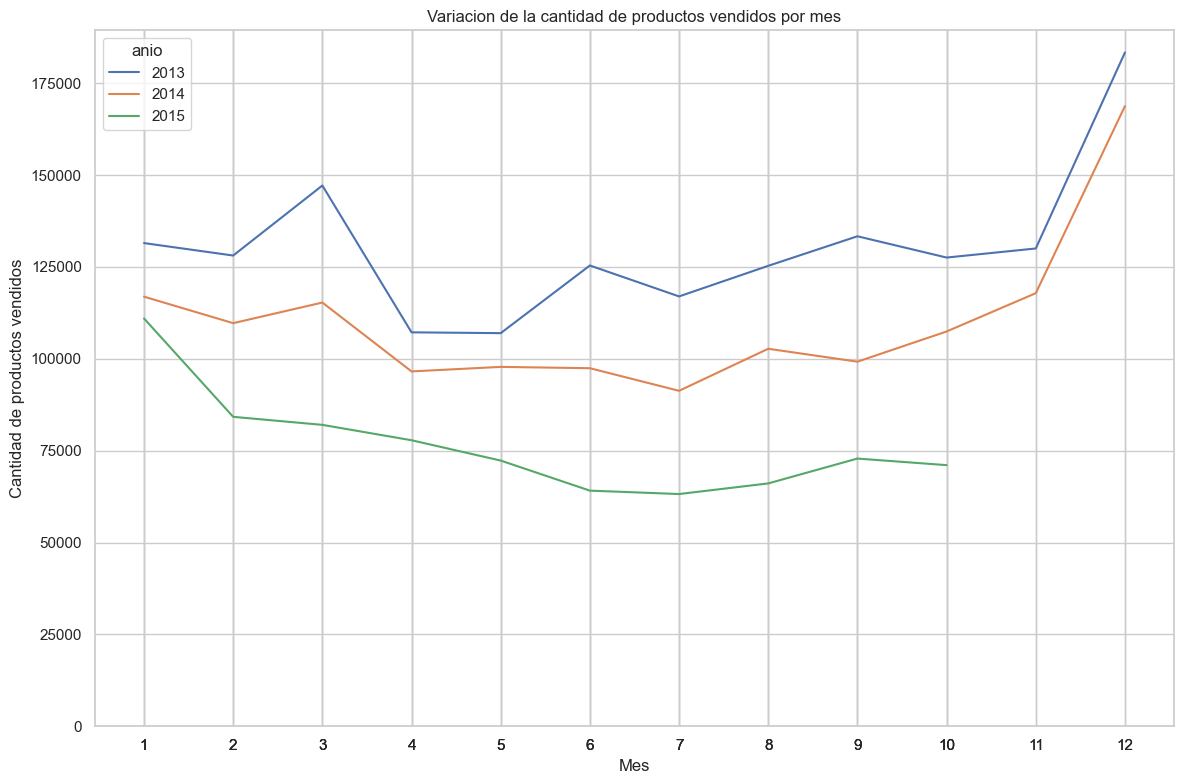 Variacion de la cantidad de productos vendidos por mes
anio
2013
2014
2015
Cantidad de productos vendidos
175000
150000
125000
100000
75000
50000
25000
0
1 2 3 4 5 6 7 8 9 10 11 12
Mes